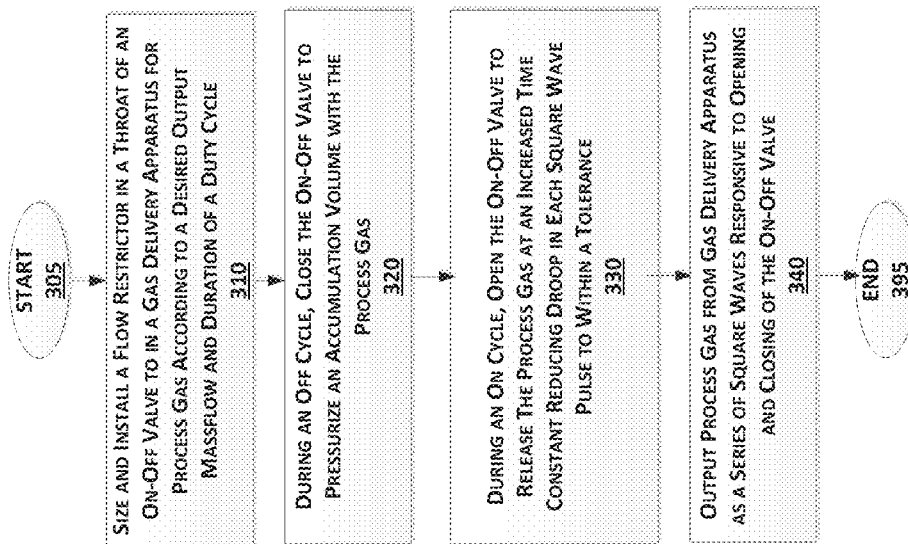 START
305
SIZE AND INSTALL A FLOW RESTRICTOR IN A THROAT OF AN
ON-OFF VALVE TO IN A GAS DELIVERY APPARATUS FOR
PROCESS GAS ACCORDING TO A DESIRED OUTPUT
MASSFLOW AND DURATION OF A DUTY CYCLE
310
DURING AN OFF CYCLE, CLOSE THE ON-OFF VALVE TO
PRESSURIZE AN ACCUMULATION VOLUME WITH THE
PROCESS GAS
320
DURING AN ON CYCLE, OPEN THE ON-OFF VALVE TO
RELEASE THE PROCESS GAS AT AN INCREASED TIME
CONSTANT REDUCING DROOP IN EACH SQUARE WAVE
PULSE TO WITHIN A TOLERANCE
330
OUTPUT PROCESS GAS FROM GAS DELIVERY APPARATUS
AS A SERIES OF SQUARE WAVES RESPONSIVE TO OPENING
AND CLOSING OF THE ON-OFF VALVE
340
END
395